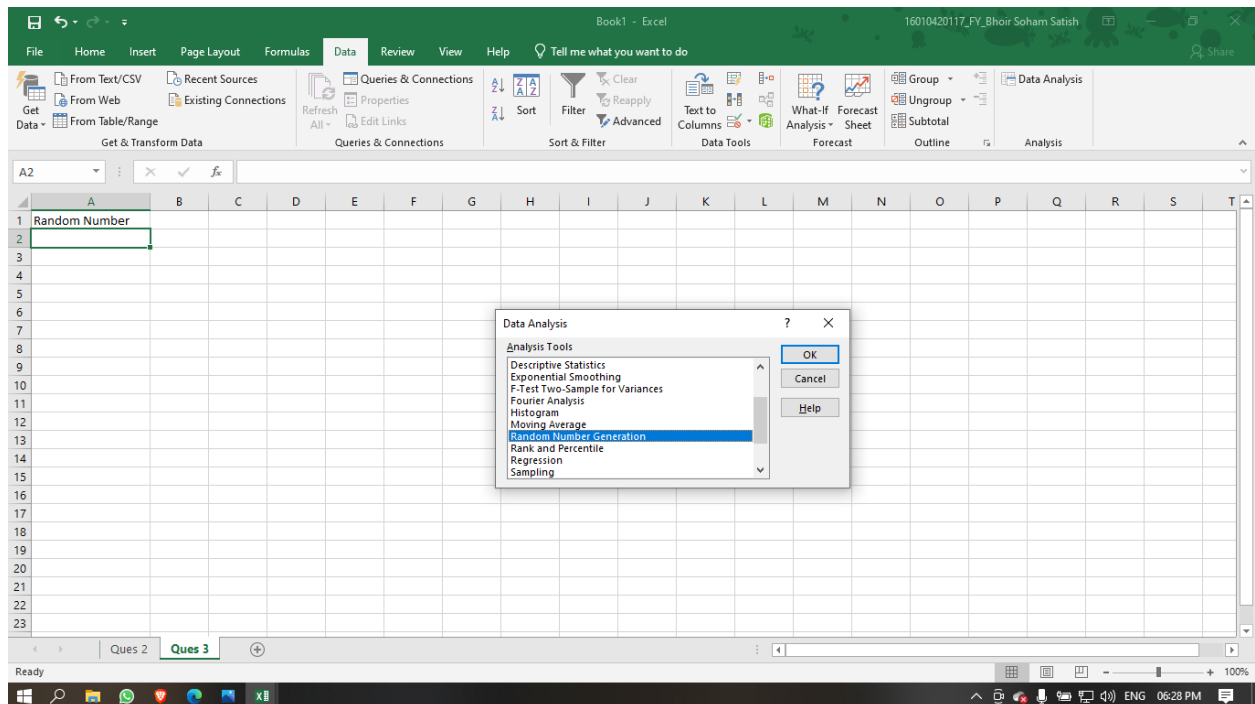 Book1 - Excel
16010420117_FY_Bhoir Soham Satish
File Home Insert Page Layout Formulas Data Review View Help Tell me what you want to do Share
From Text/CSV Recent Sources Queries & Connections Clear Group Data Analysis
From Web Existing Connections Properties Reapply Ungroup
Get Data From Table/Range Refresh All Edit Links Sort Filter Advanced Text to Columns What-If Analysis Forecast Sheet Subtotal
Get & Transform Data Queries & Connections Sort & Filter Data Tools Forecast Outline Analysis
A2 fx
A B C D E F G H I J K L M N O P Q R S T
1 Random Number
2
3
4
5
6
7
8
9
10
11
12
13
14
15
16
17
18
19
20
21
22
23
Data Analysis ?
Analysis Tools
Descriptive Statistics
Exponential Smoothing
F-Test Two-Sample for Variances
Fourier Analysis
Histogram
Moving Average
Random Number Generation
Rank and Percentile
Regression
Sampling
OK
Cancel
Help
Ques 2 Ques 3
Ready 100%
ENG 06:28 PM